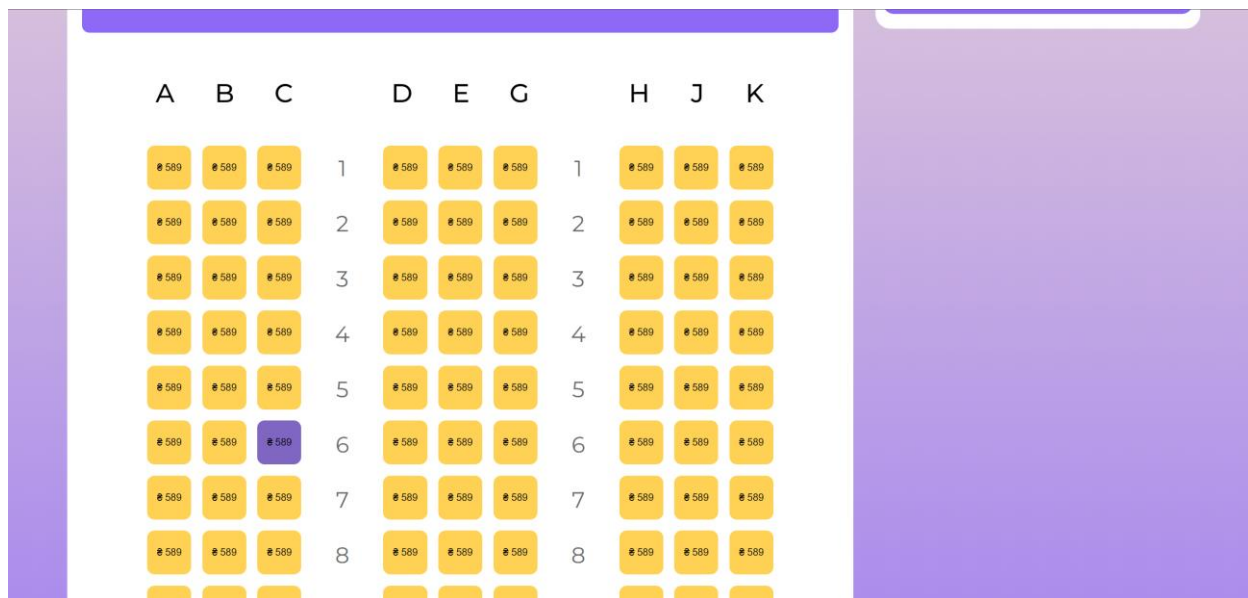 A B C D E G H J K
₴ 589 ₴ 589 ₴ 589 1 ₴ 589 ₴ 589 ₴ 589 1 ₴ 589 ₴ 589 ₴ 589
₴ 589 ₴ 589 ₴ 589 2 ₴ 589 ₴ 589 ₴ 589 2 ₴ 589 ₴ 589 ₴ 589
₴ 589 ₴ 589 ₴ 589 3 ₴ 589 ₴ 589 ₴ 589 3 ₴ 589 ₴ 589 ₴ 589
₴ 589 ₴ 589 ₴ 589 4 ₴ 589 ₴ 589 ₴ 589 4 ₴ 589 ₴ 589 ₴ 589
₴ 589 ₴ 589 ₴ 589 5 ₴ 589 ₴ 589 ₴ 589 5 ₴ 589 ₴ 589 ₴ 589
₴ 589 ₴ 589 ₴ 589 6 ₴ 589 ₴ 589 ₴ 589 6 ₴ 589 ₴ 589 ₴ 589
₴ 589 ₴ 589 ₴ 589 7 ₴ 589 ₴ 589 ₴ 589 7 ₴ 589 ₴ 589 ₴ 589
₴ 589 ₴ 589 ₴ 589 8 ₴ 589 ₴ 589 ₴ 589 8 ₴ 589 ₴ 589 ₴ 589